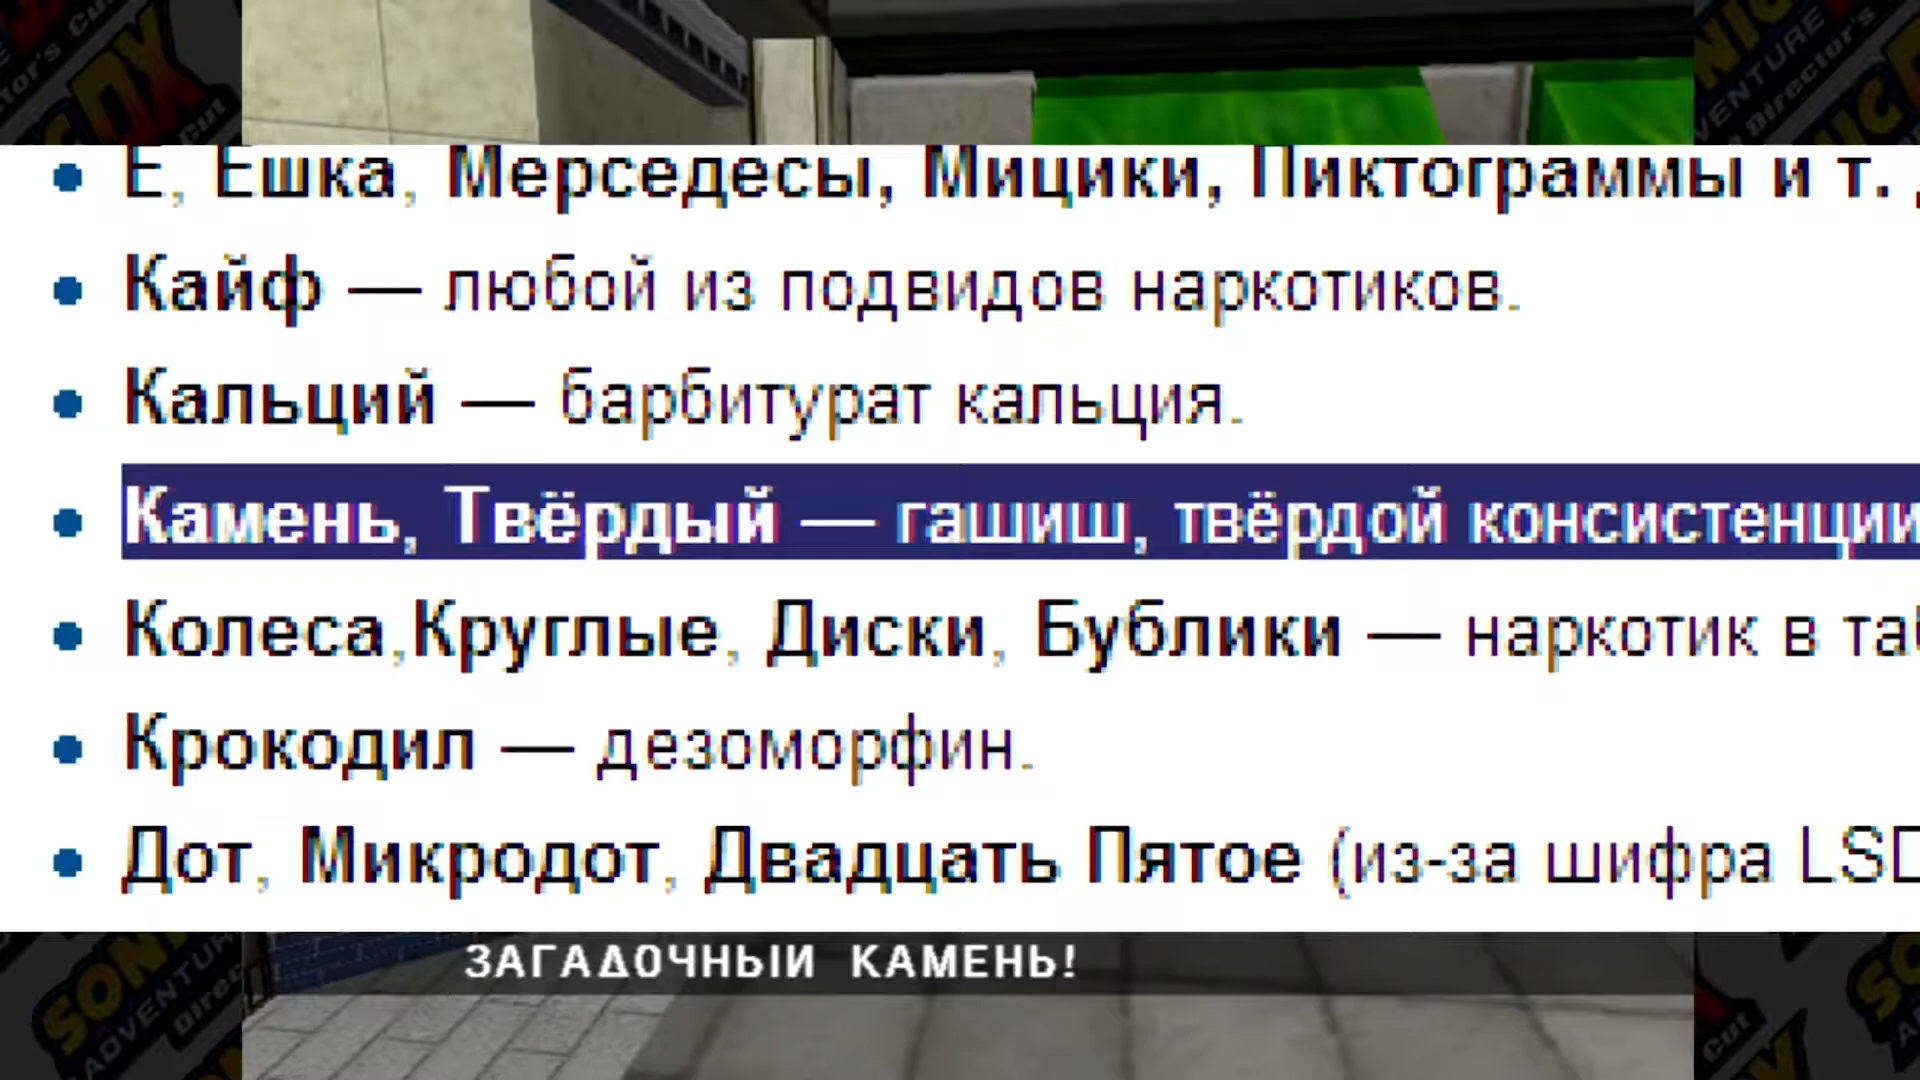 Е, Ешка, Мерседесы, Мицики, Пиктограммы и т.
Кайф — любой из подвидов наркотиков.
Кальций — барбитурат кальция.
Камень, Твёрдый — гашиш, твёрдой консистенции
Колеса,Круглые, Диски, Бублики — наркотик в таб
Крокодил — дезоморфин.
Дот, Микродот, Двадцать Пятое (из-за шифра LSD
ЗАГАДОЧНЫЙ КАМЕНЬ!